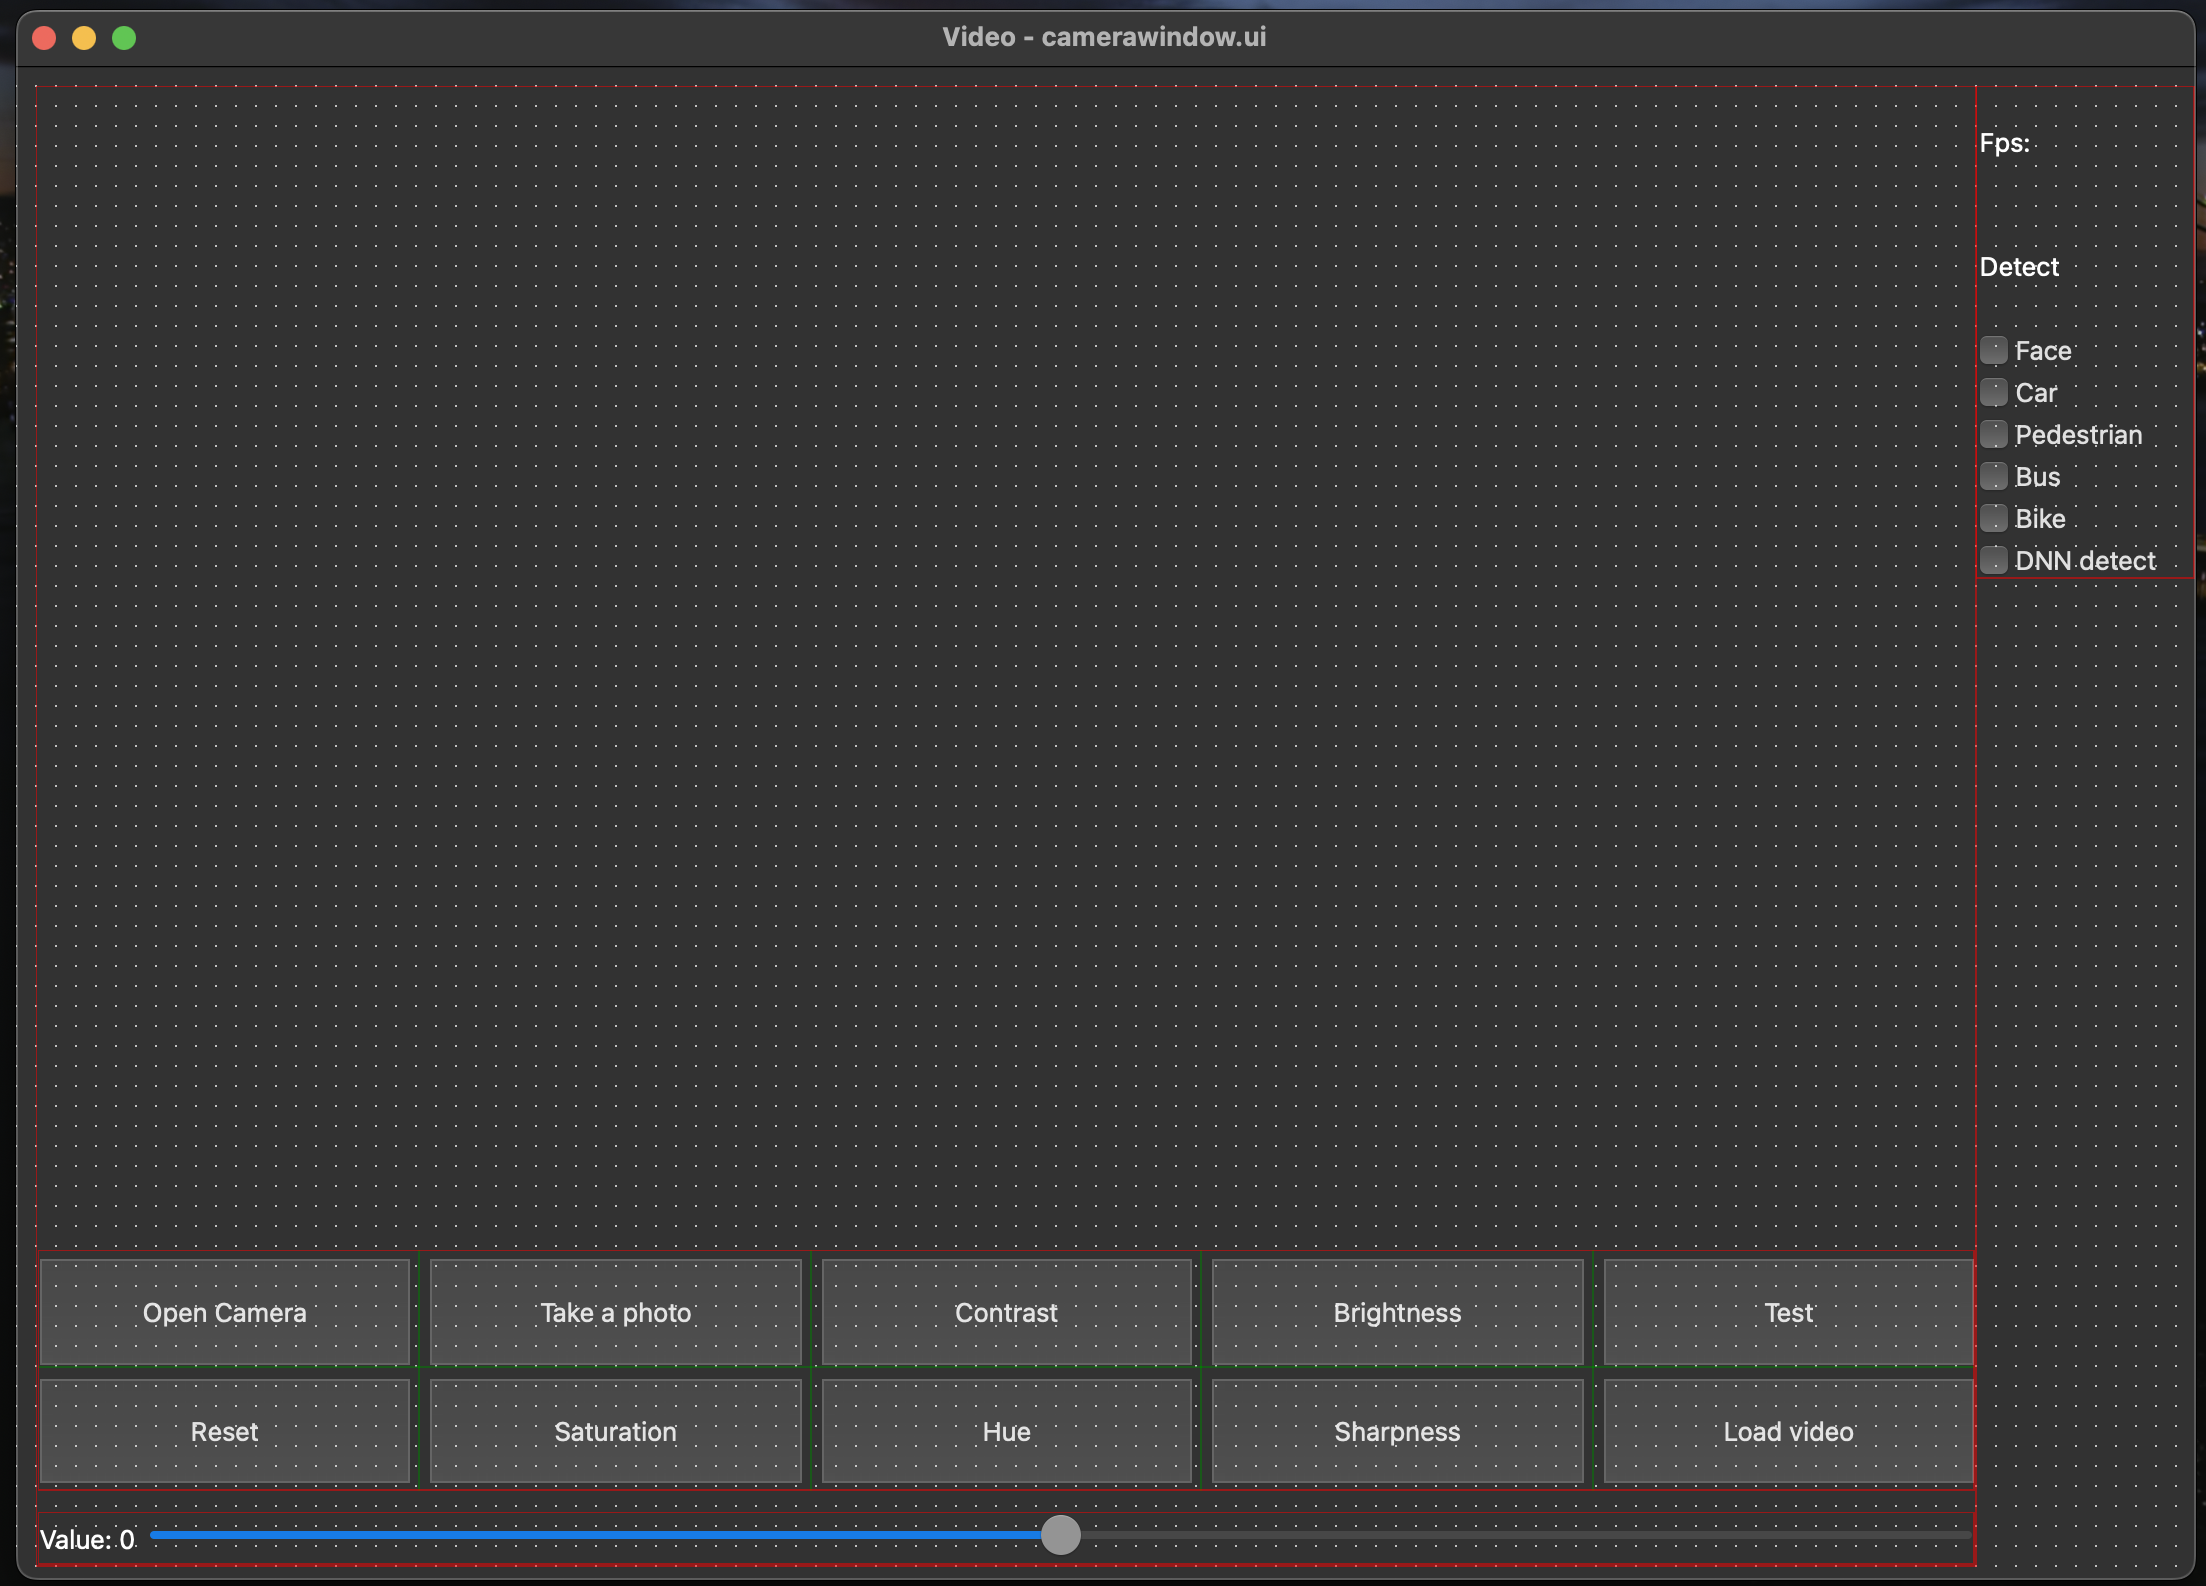 Video - camerawindow.ui
Fps:
Detect
Face
Car
Pedestrian
Bus
Bike
DNN detect
Open Camera
Take a photo
Contrast
Brightness
Test
Reset
Saturation
Hue
Sharpness
Load video
Value: 0